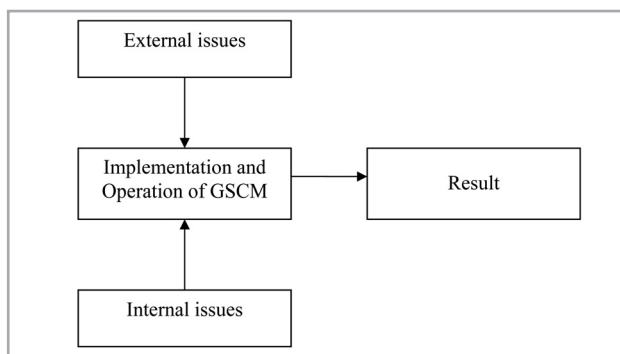 External issues
Implementation and
Operation of GSCM
Result
Internal issues